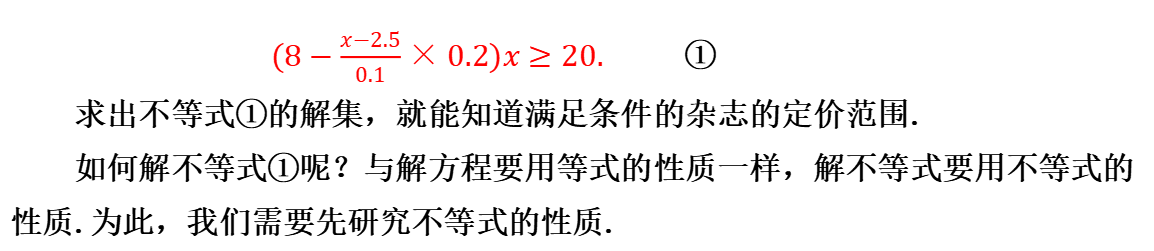 (8 − \frac{x−2.5}{0.1} × 0.2)x ≥ 20. ①
求出不等式①的解集，就能知道满足条件的杂志的定价范围.
如何解不等式①呢？与解方程要用等式的性质一样，解不等式要用不等式的
性质.为此，我们需要先研究不等式的性质.